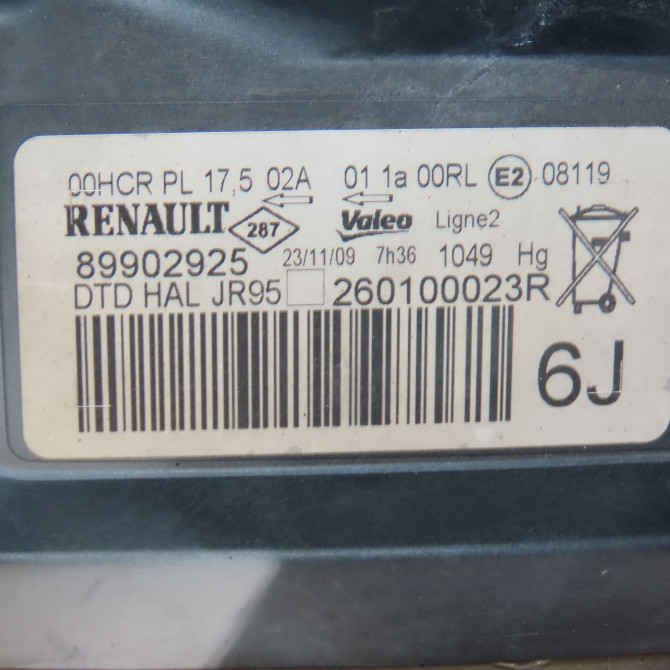 00HCR PL 17,5 02A 01 1a 00RL E2 08119
RENAULT 287 Valeo Ligne2
89902925 23/11/09 7h36 1049 Hg
DTD HAL JR95 260100023R
6J